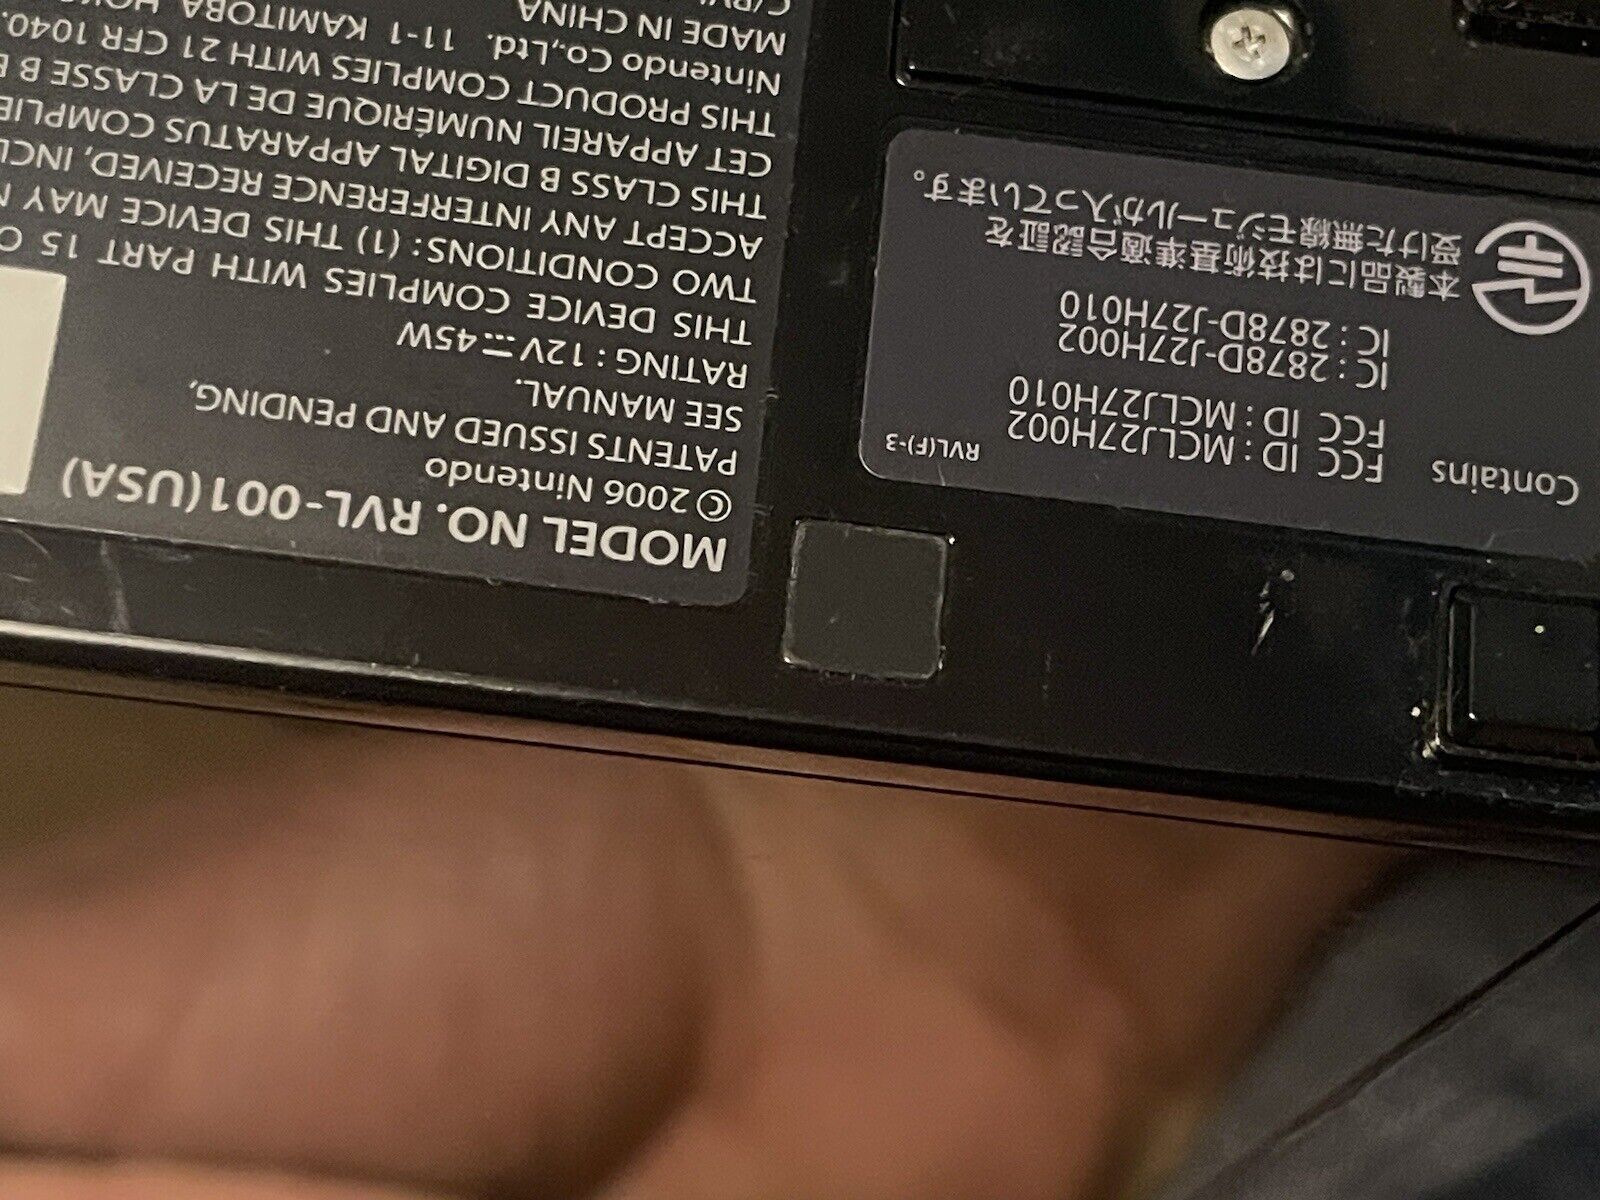 MODEL NO. RVL-001(USA)
© 2006 Nintendo
PATENTS ISSUED AND PENDING,
SEE MANUAL.
RATING : 12V ⎓ 45W
THIS DEVICE COMPLIES WITH PART 15 O
TWO CONDITIONS: (1) THIS DEVICE MAY N
ACCEPT ANY INTERFERENCE RECEIVED, INCL
THIS CLASS B DIGITAL APPARATUS COMPLIE
CET APPAREIL NUMÉRIQUE DE LA CLASSE B E
THIS PRODUCT COMPLIES WITH 21 CFR 1040.
Nintendo Co.,Ltd. 11-1 KAMITOBA
MADE IN CHINA
Contains
FCC ID : MCLJ27H002
FCC ID : MCLJ27H010
RVL(F)-3
IC : 2878D-J27H002
IC : 2878D-J27H010
本製品には技術基準適合認証を
受けた無線モジュールが入っています。